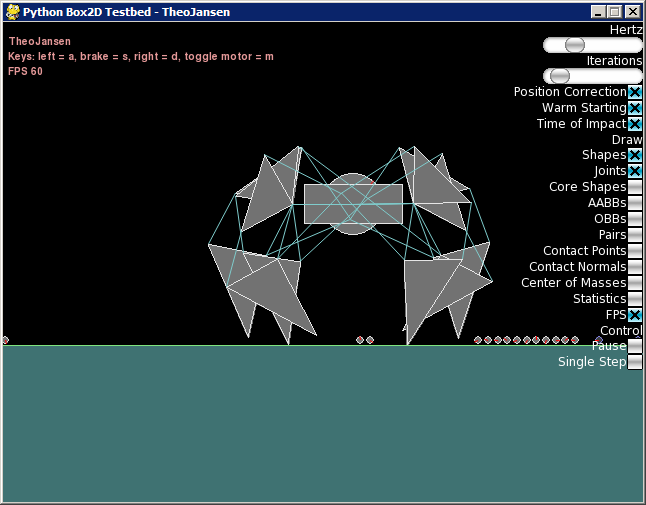 Python Box2D Testbed - TheoJansen
TheoJansen
Keys: left = a, brake = s, right = d, toggle motor = m
FPS 60
Hertz
Iterations
Position Correction
Warm Starting
Time of Impact
Draw
Shapes
Joints
Core Shapes
AABBs
OBBs
Pairs
Contact Points
Contact Normals
Center of Masses
Statistics
FPS
Control
Pause
Single Step